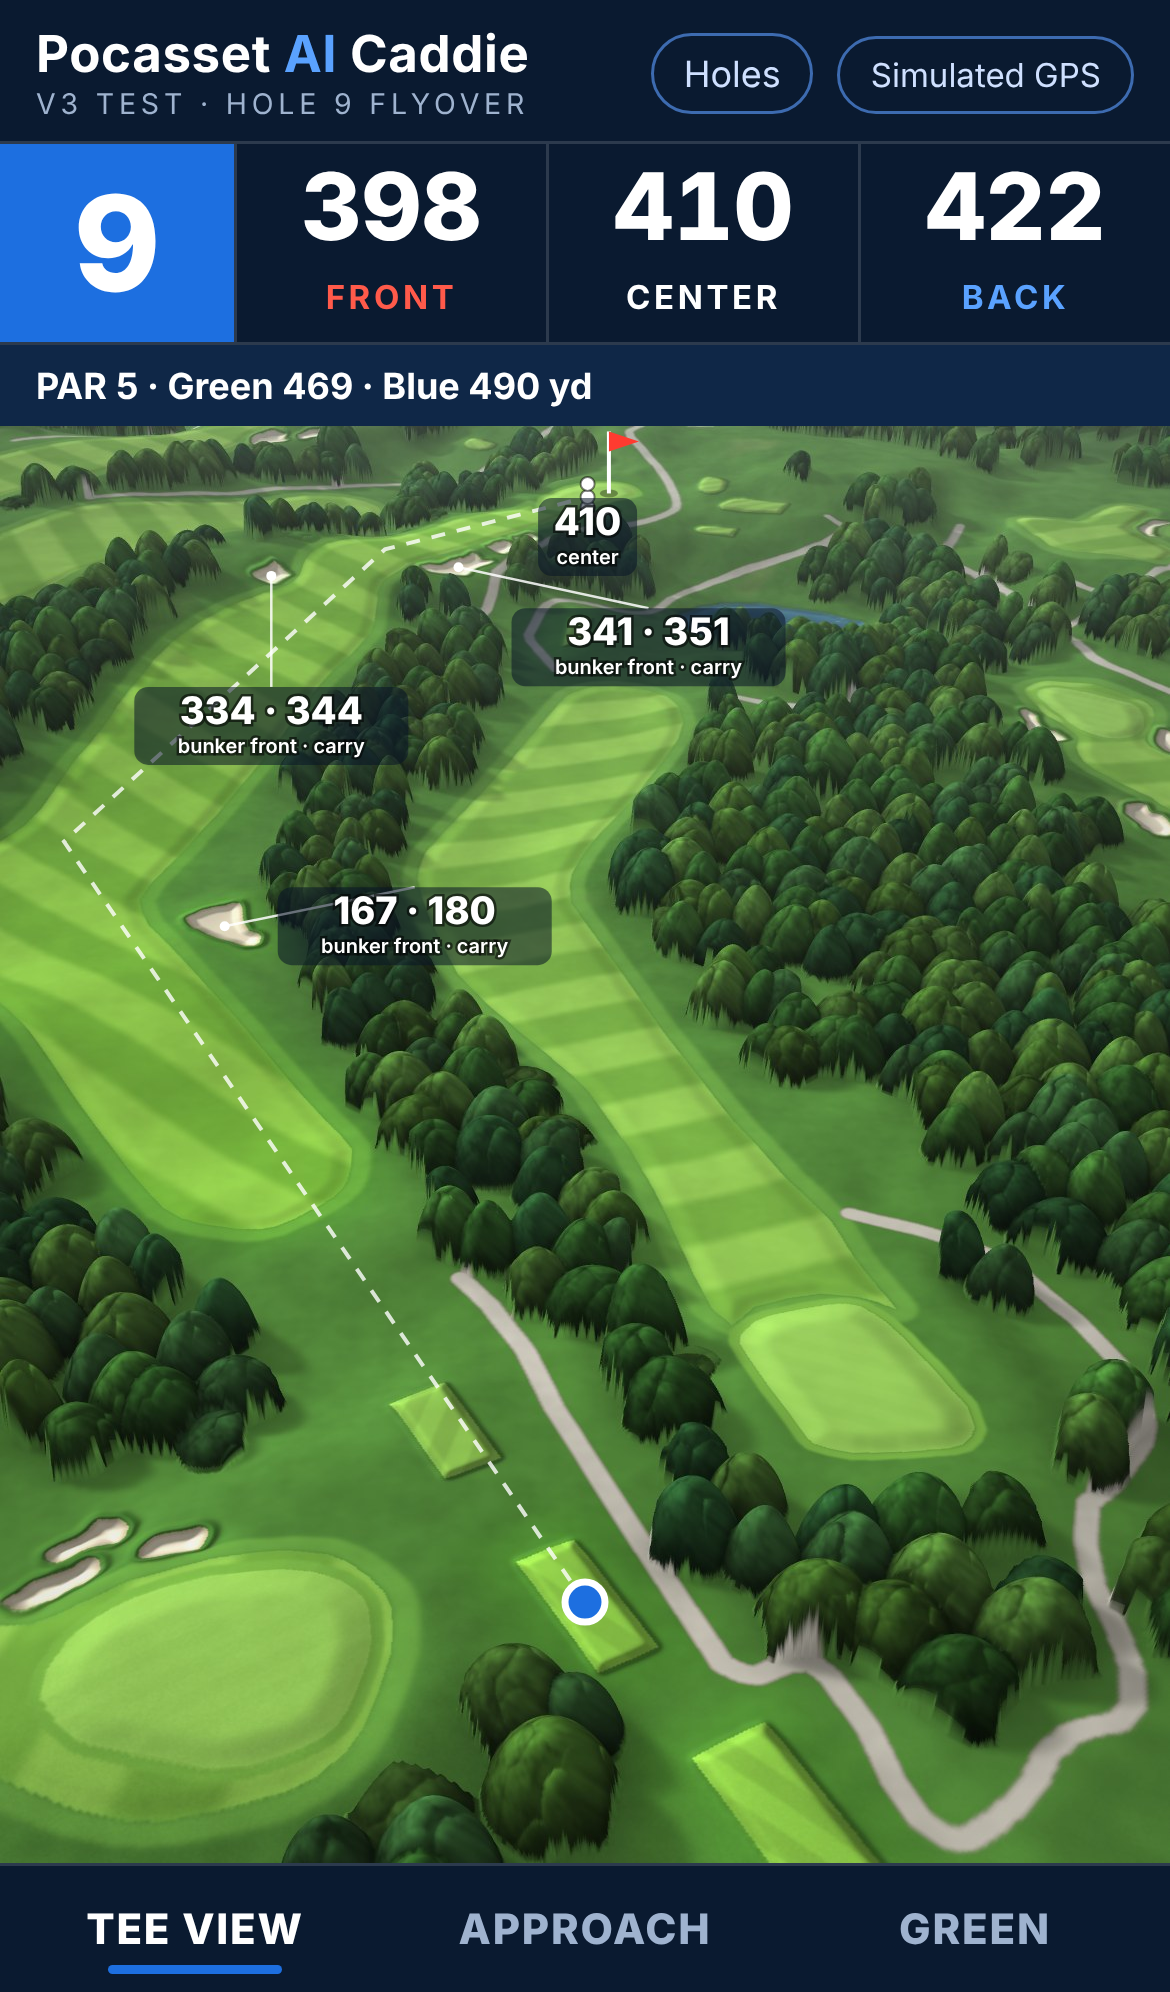 Pocasset AI Caddie
V3 TEST · HOLE 9 FLYOVER
Holes
Simulated GPS
9
398
FRONT
410
CENTER
422
BACK
PAR 5 · Green 469 · Blue 490 yd
410
center
341 · 351
bunker front · carry
334 · 344
bunker front · carry
167 · 180
bunker front · carry
TEE VIEW
APPROACH
GREEN